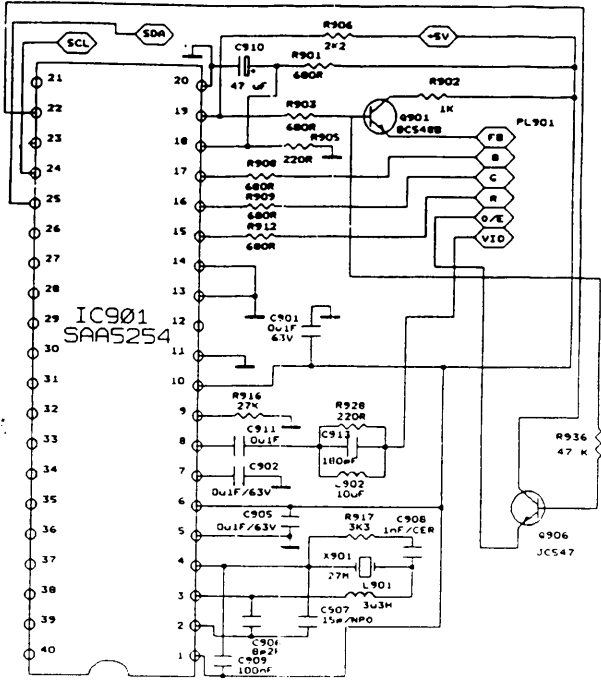 R906
2K2
+5V
SCL
SDA
C910
47 uF
R901
680R
R902
1K
21
22
23
24
25
26
27
28
29
30
31
32
33
34
35
36
37
38
39
40
20
19
18
17
16
15
14
13
12
11
10
9
8
7
6
5
4
3
2
1
IC901
SAA5254
R903
680R
Q901
BC548B
PL901
R905
220R
FB
B
G
R
O/E
VID
R908
680R
R909
680R
R912
680R
C901
0u1F
63V
R916
27K
C911
0u1F
R928
220R
C913
180pF
L902
10uF
C902
0u1F/63V
C905
0u1F/63V
R936
47 K
Q906
JC547
R917
3K3
C908
1nF/CER
X901
27M
L901
3u3H
C907
15p/NPO
C906
8p2F
C909
100nF